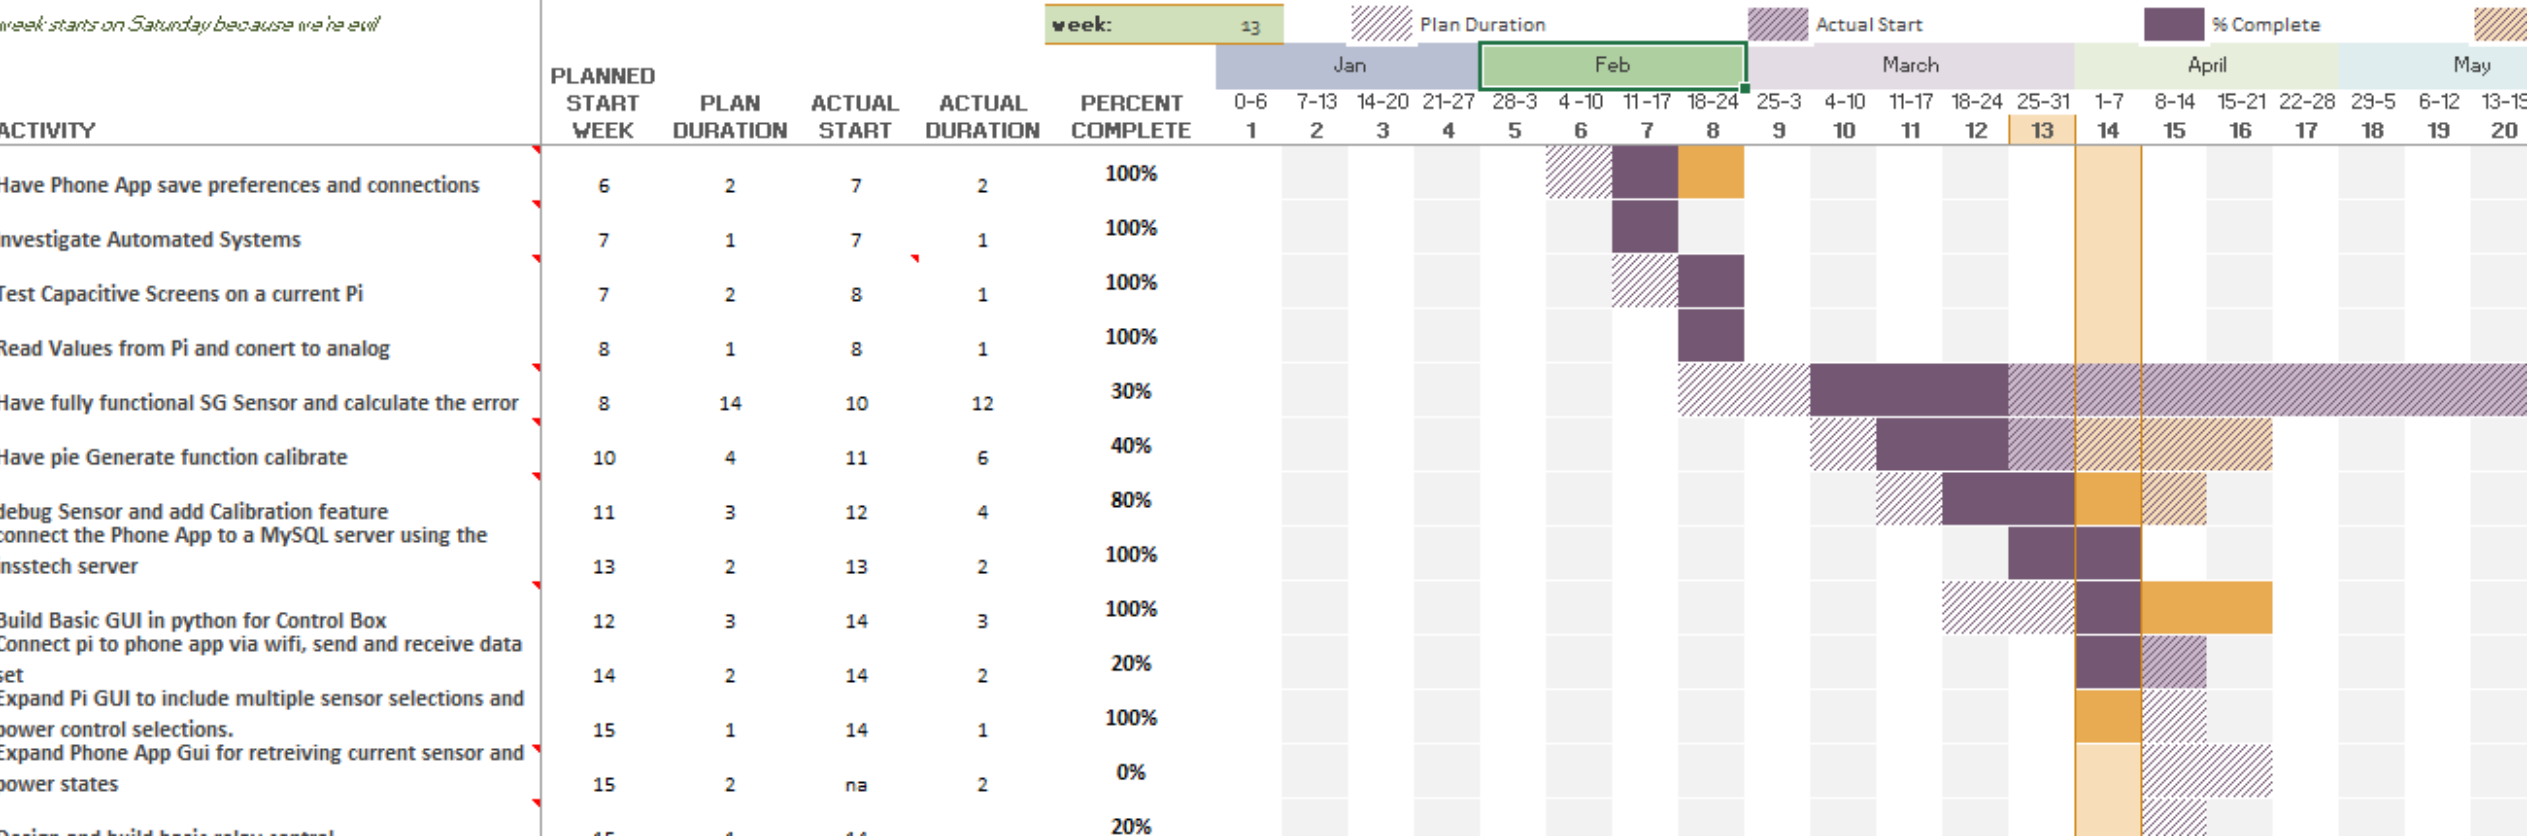 week starts on Saturday because we're evil
week: 13
Plan Duration
Actual Start
% Complete
Jan Feb March April May
PLANNED
START PLAN ACTUAL ACTUAL PERCENT 0-6 7-13 14-20 21-27 28-3 4 -10 11-17 18-24 25-3 4-10 11-17 18-24 25-31 1-7 8-14 15-21 22-28 29-5 6-12 13-19
ACTIVITY WEEK DURATION START DURATION COMPLETE 1 2 3 4 5 6 7 8 9 10 11 12 13 14 15 16 17 18 19 20
Have Phone App save preferences and connections 6 2 7 2 100%
Investigate Automated Systems 7 1 7 1 100%
Test Capacitive Screens on a current Pi 7 2 8 1 100%
Read Values from Pi and conert to analog 8 1 8 1 100%
Have fully functional SG Sensor and calculate the error 8 14 10 12 30%
Have pie Generate function calibrate 10 4 11 6 40%
debug Sensor and add Calibration feature 11 3 12 4 80%
connect the Phone App to a MySQL server using the
insstech server 13 2 13 2 100%
Build Basic GUI in python for Control Box 12 3 14 3 100%
Connect pi to phone app via wifi, send and receive data
set 14 2 14 2 20%
Expand Pi GUI to include multiple sensor selections and
power control selections. 15 1 14 1 100%
Expand Phone App Gui for retreiving current sensor and
power states 15 2 na 2 0%
Design and build basic relay control 15 1 14 20%